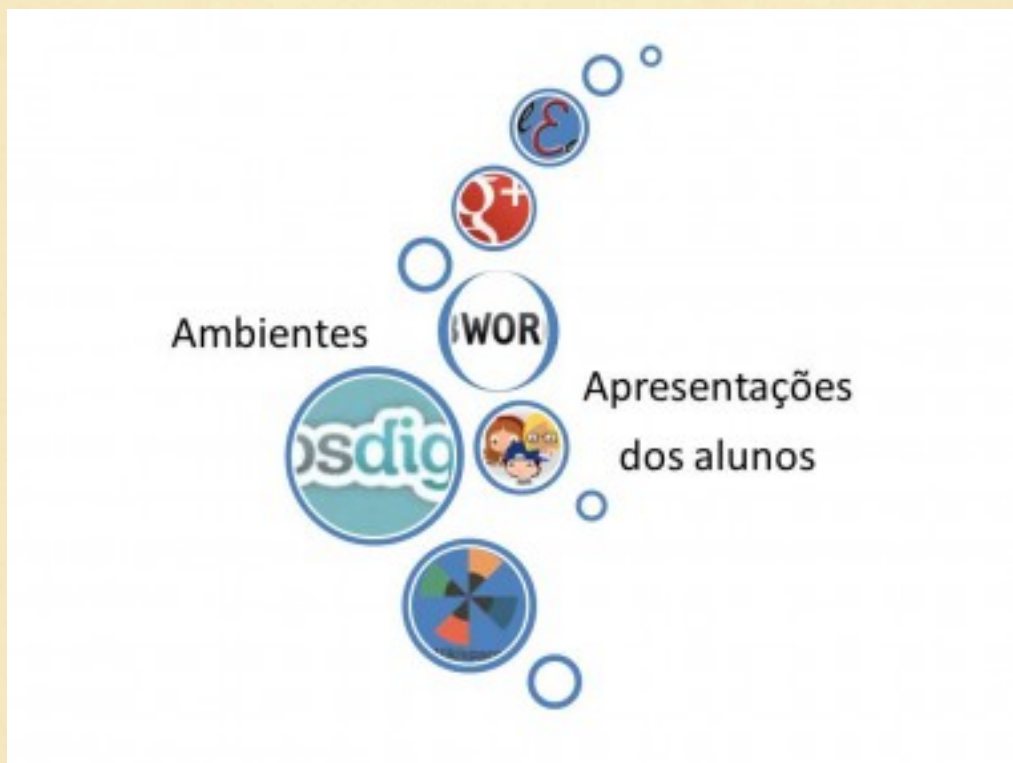 g+
WOR
Ambientes
Apresentações
dos alunos
osdig